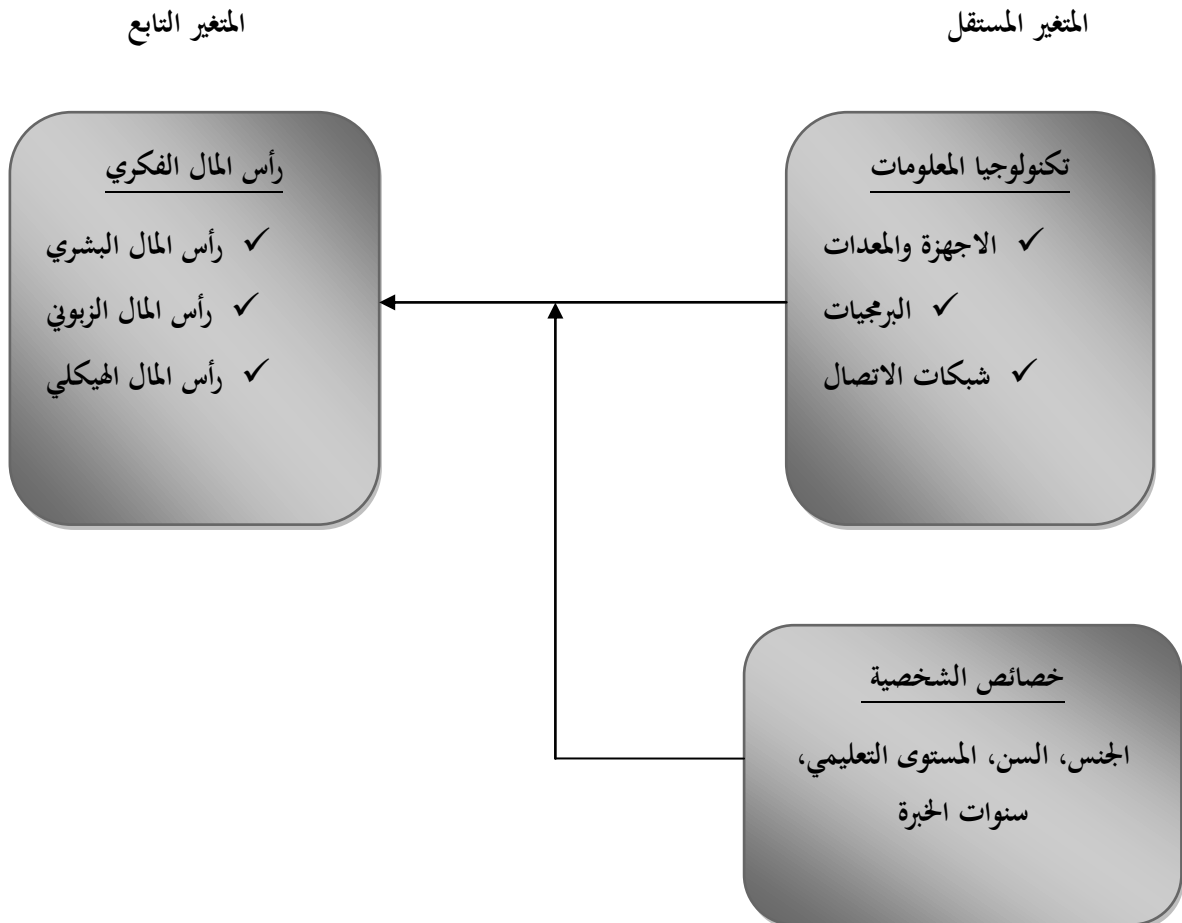 المتغير المستقل
المتغير التابع
تكنولوجيا المعلومات
✓ الاجهزة والمعدات
✓ البرمجيات
✓ شبكات الاتصال
رأس المال الفكري
✓ رأس المال البشري
✓ رأس المال الزبوني
✓ رأس المال الهيكلي
خصائص الشخصية
الجنس، السن، المستوى التعليمي،
سنوات الخبرة